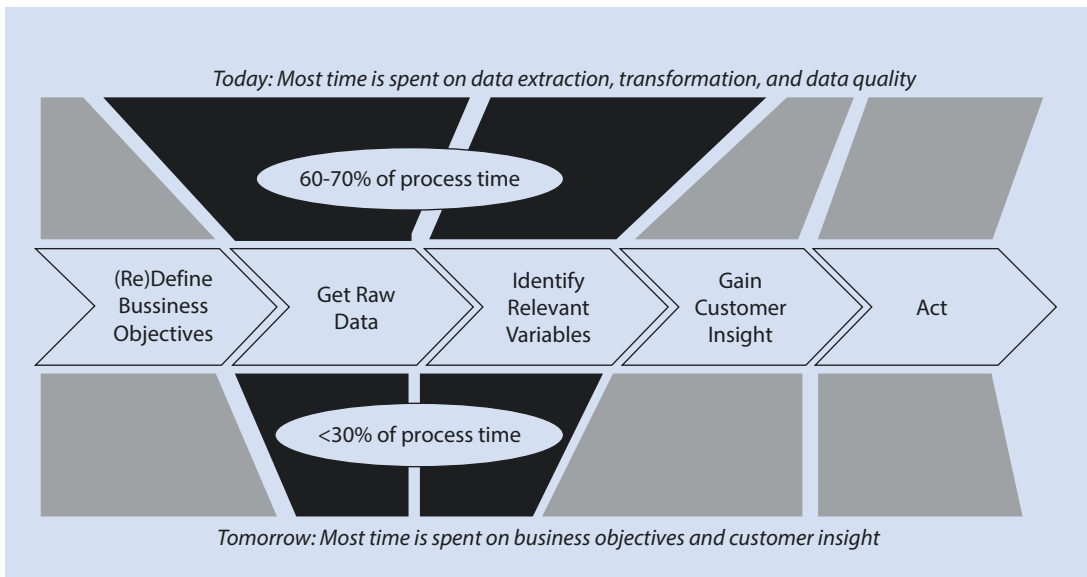 Today: Most time is spent on data extraction, transformation, and data quality
60-70% of process time
(Re)Define
Bussiness
Objectives
Get Raw
Data
Identify
Relevant
Variables
Gain
Customer
Insight
Act
<30% of process time
Tomorrow: Most time is spent on business objectives and customer insight